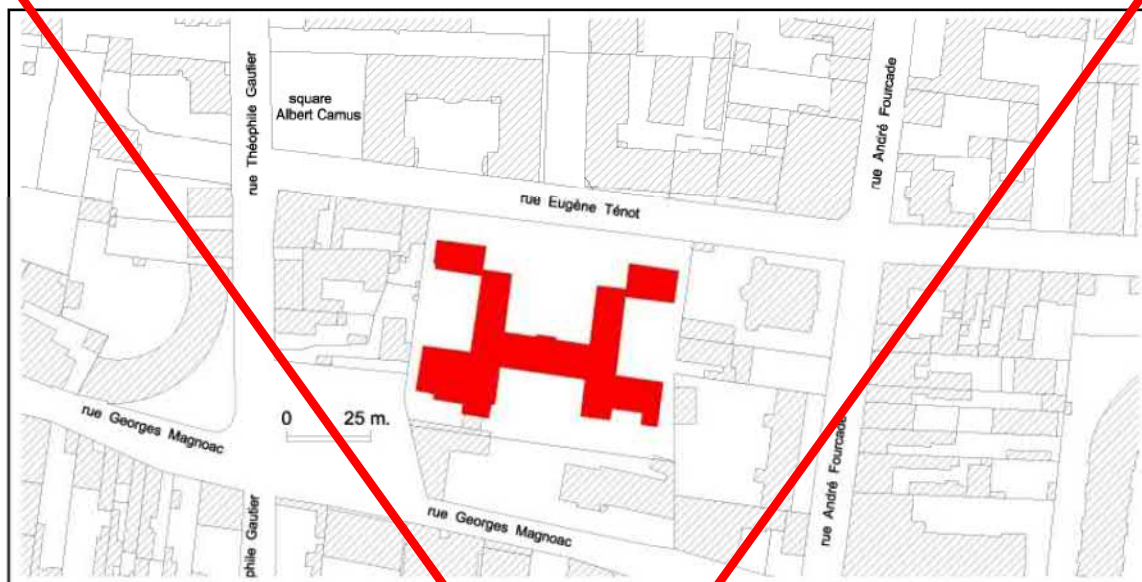 square
Albert Camus
rue Théophile Gautier
rue André Fourcade
rue Eugène Ténot
rue Georges Magnoac
0 25 m.
rue Georges Magnoac
rue André Fourcade
phile Gautier